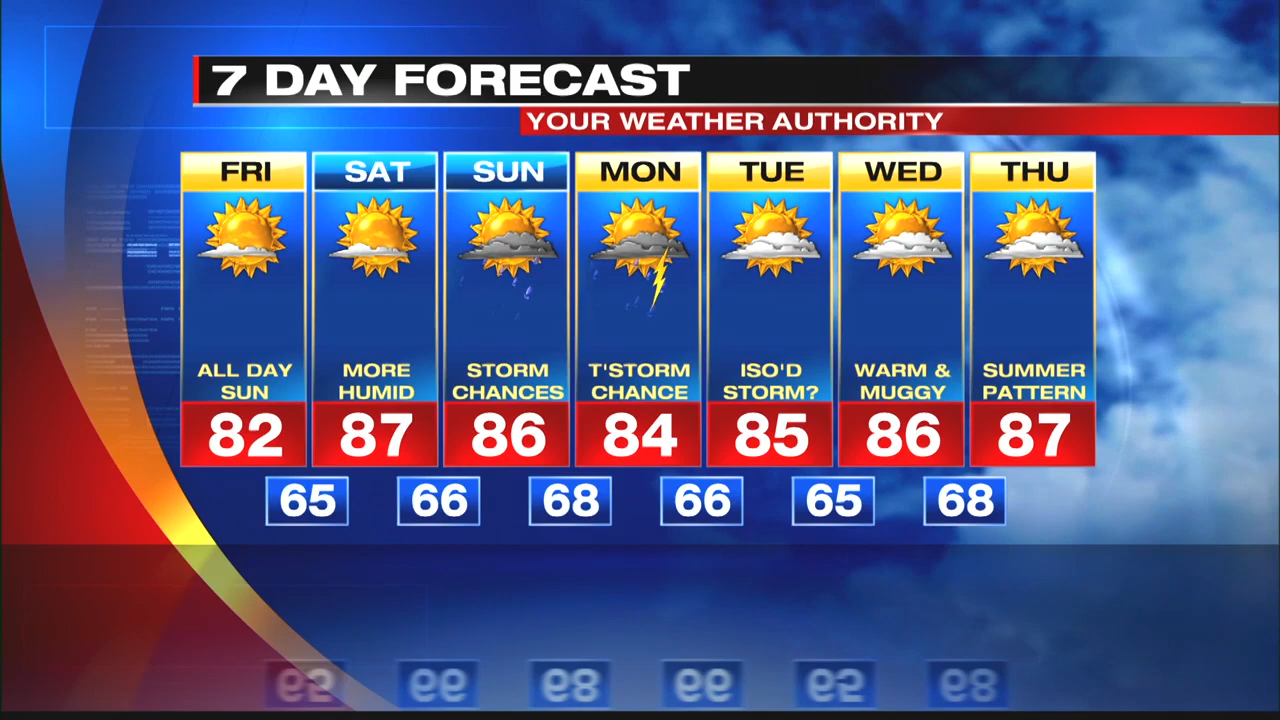 7 DAY FORECAST
YOUR WEATHER AUTHORITY
FRI SAT SUN MON TUE WED THU
ALL DAY MORE STORM T'STORM ISO'D WARM & SUMMER
SUN HUMID CHANCES CHANCE STORM? MUGGY PATTERN
82 87 86 84 85 86 87
65 66 68 66 65 68